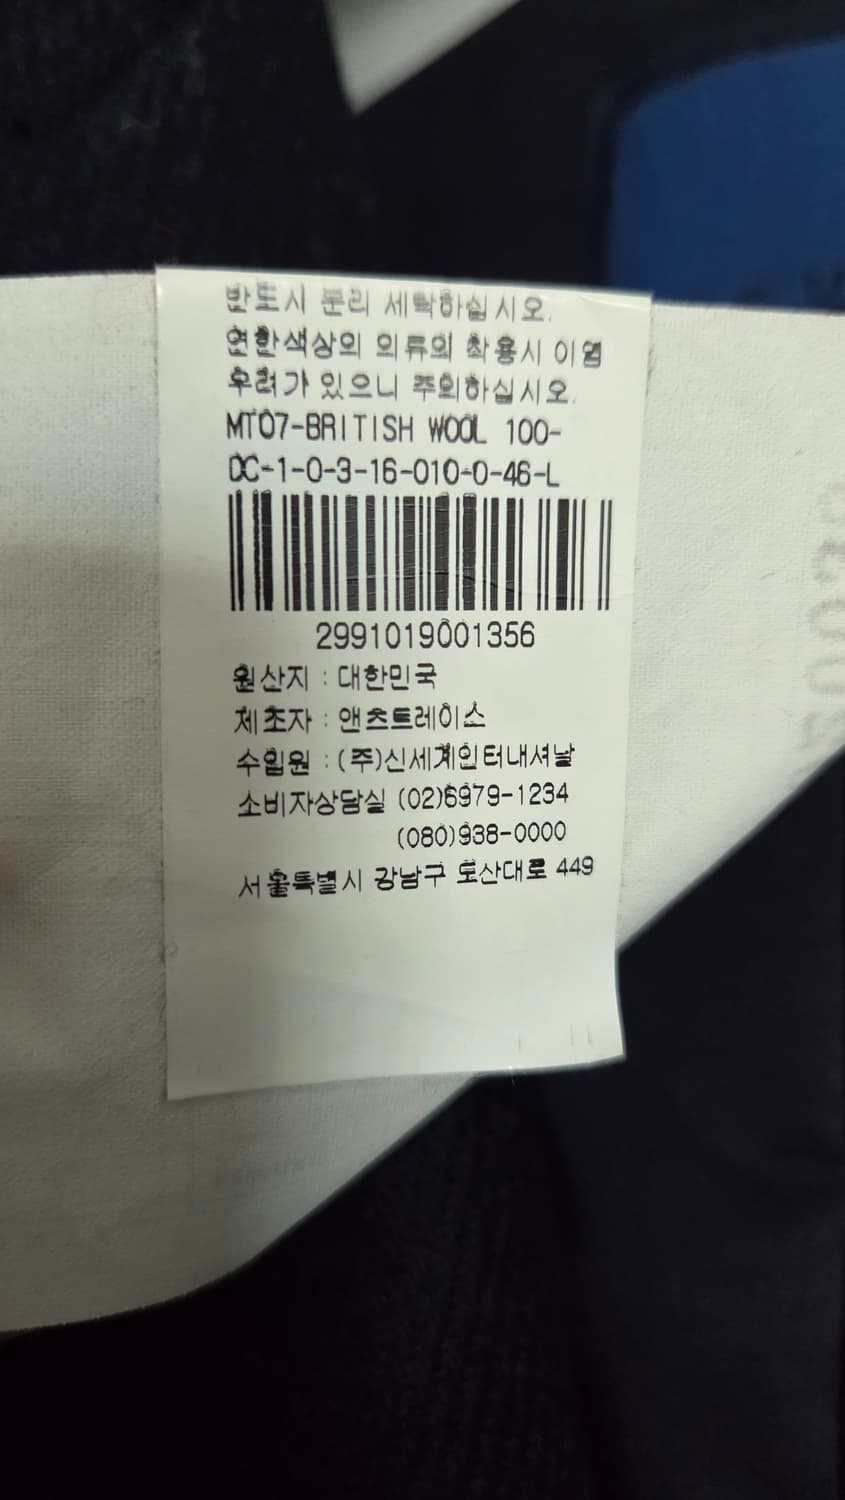 반드시 분리 세탁하십시오.
연한색상의 의류의 착용시 이염
우려가 있으니 주의하십시오.
MT07-BRITISH WOOL 100-
DC-1-0-3-16-010-0-46-L
2991019001356
원산지 : 대한민국
제조자 : 앤츠트레이스
수입원 : (주)신세계인터내셔날
소비자상담실 (02)6979-1234
(080)938-0000
서울특별시 강남구 도산대로 449